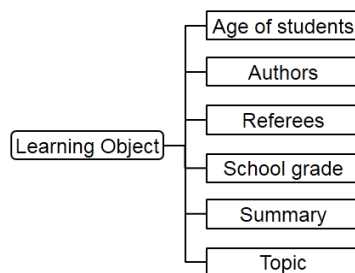 Age of students
Authors
Referees
Learning Object
School grade
Summary
Topic